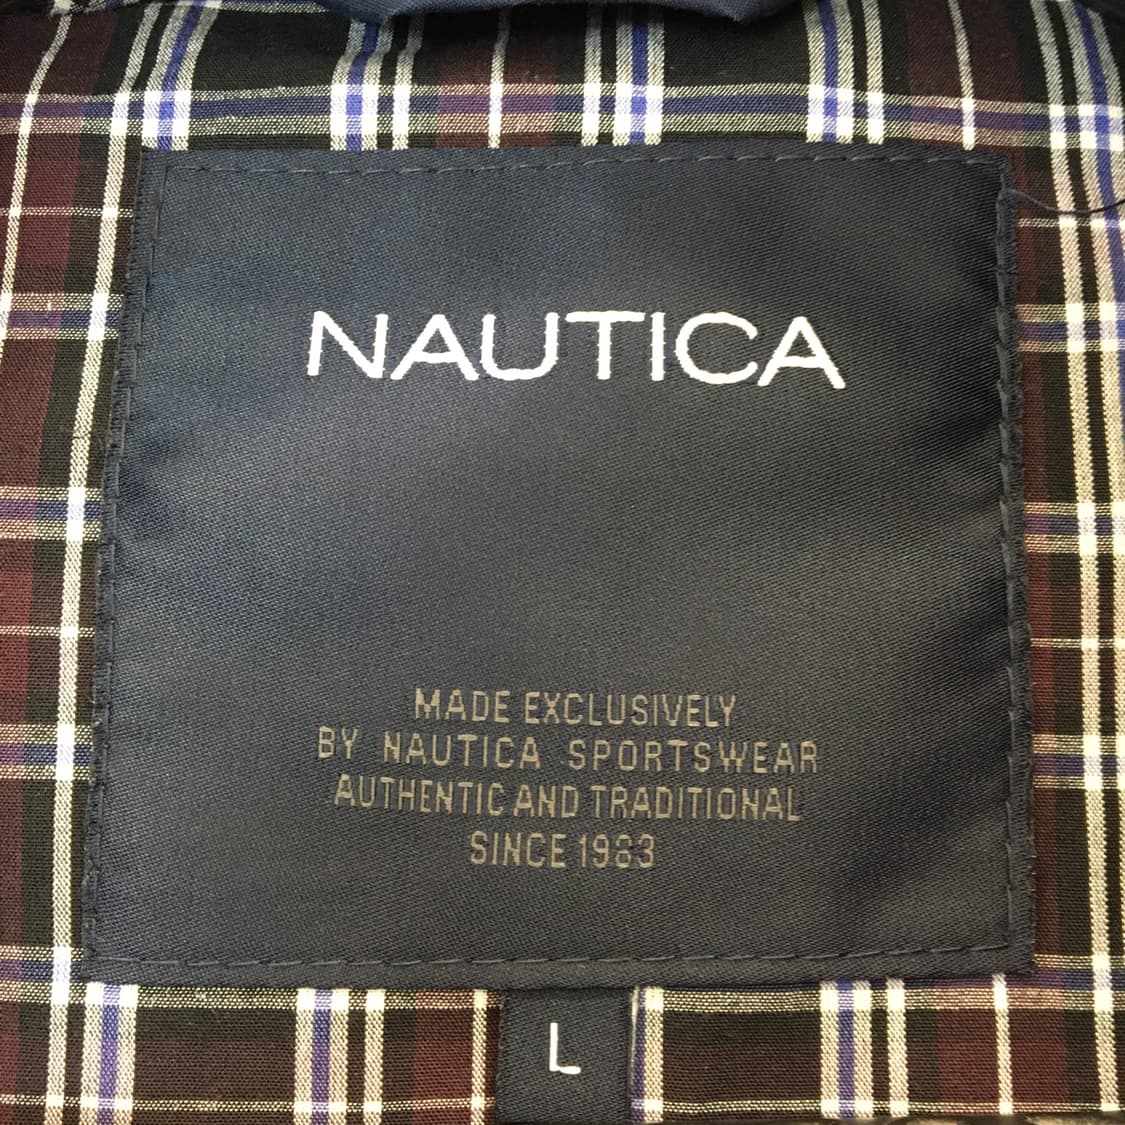 NAUTICA
MADE EXCLUSIVELY
BY NAUTICA SPORTSWEAR
AUTHENTIC AND TRADITIONAL
SINCE 1983
L